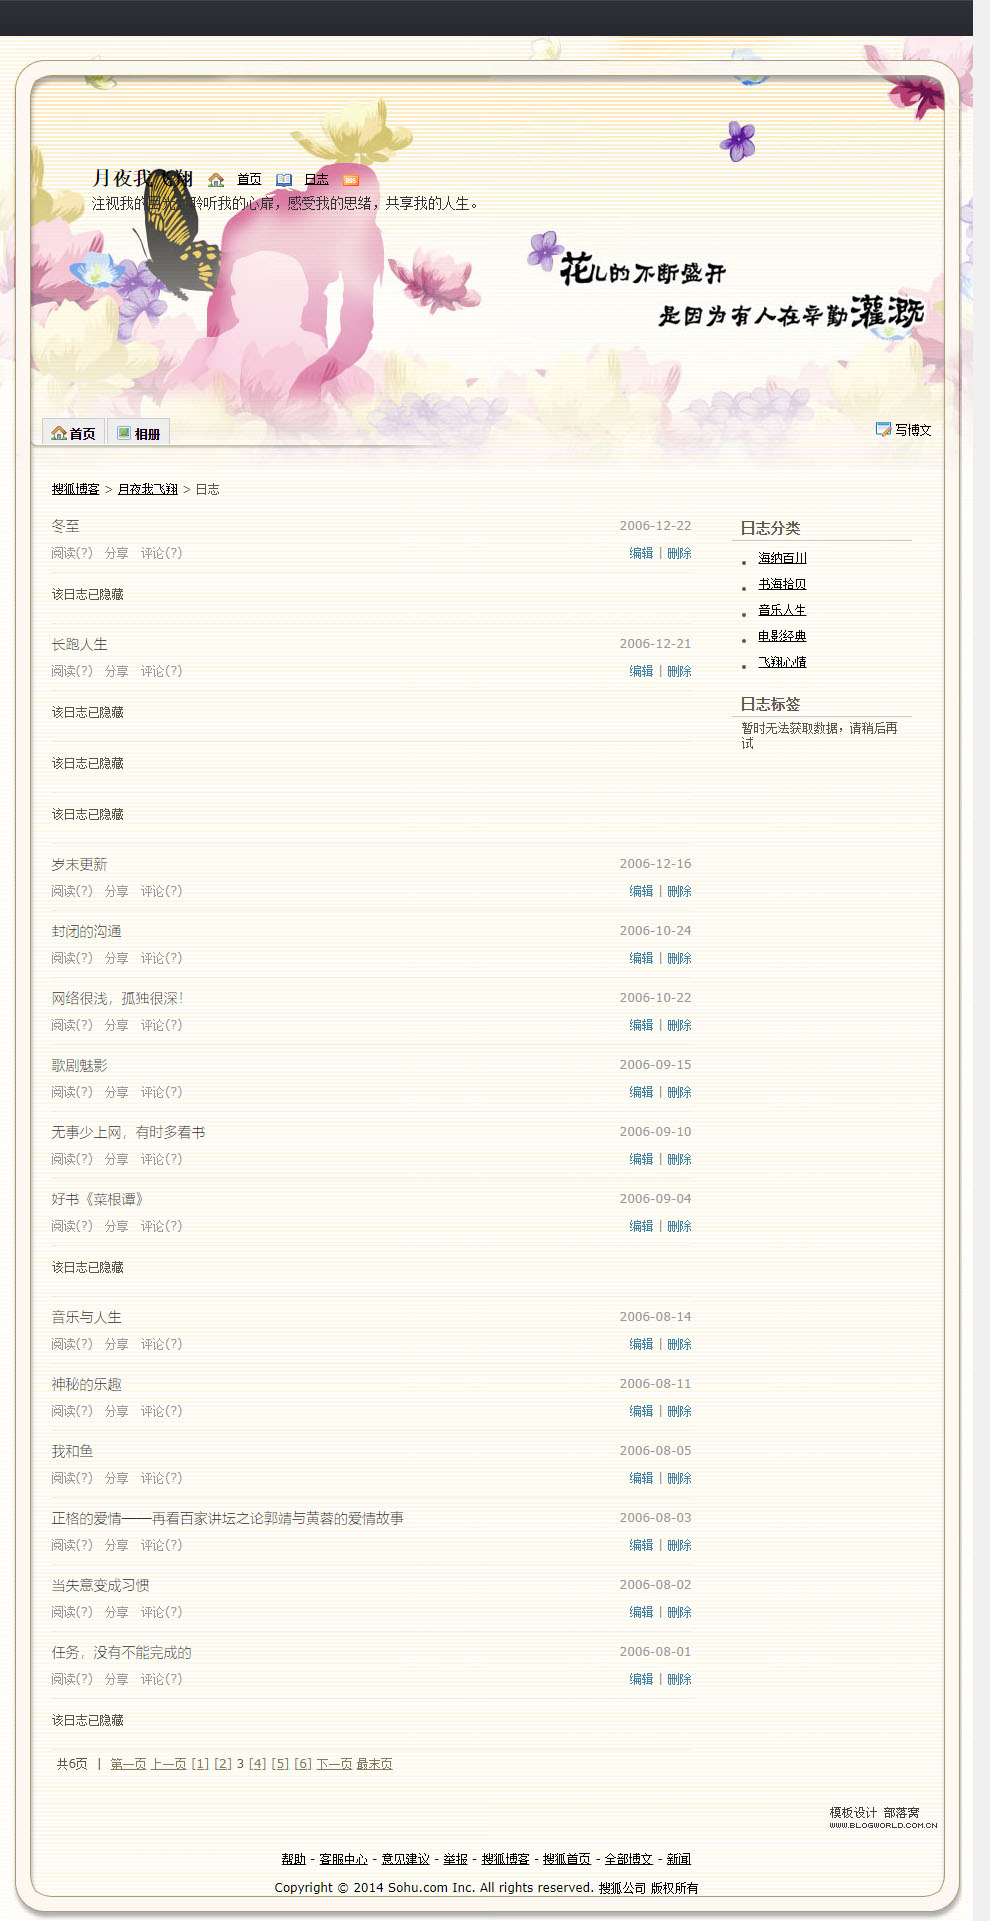 月夜我飞翔 首页 日志
注视我的目光,聆听我的心扉，感受我的思绪，共享我的人生。
花儿的不断盛开
是因为有人在辛勤灌溉
首页 相册 写博文
搜狐博客 > 月夜我飞翔 > 日志
冬至 2006-12-22
阅读(?) 分享 评论(?) 编辑 | 删除
该日志已隐藏
长跑人生 2006-12-21
阅读(?) 分享 评论(?) 编辑 | 删除
该日志已隐藏
该日志已隐藏
该日志已隐藏
岁末更新 2006-12-16
阅读(?) 分享 评论(?) 编辑 | 删除
封闭的沟通 2006-10-24
阅读(?) 分享 评论(?) 编辑 | 删除
网络很浅，孤独很深！ 2006-10-22
阅读(?) 分享 评论(?) 编辑 | 删除
歌剧魅影 2006-09-15
阅读(?) 分享 评论(?) 编辑 | 删除
无事少上网，有时多看书 2006-09-10
阅读(?) 分享 评论(?) 编辑 | 删除
好书《菜根谭》 2006-09-04
阅读(?) 分享 评论(?) 编辑 | 删除
该日志已隐藏
音乐与人生 2006-08-14
阅读(?) 分享 评论(?) 编辑 | 删除
神秘的乐趣 2006-08-11
阅读(?) 分享 评论(?) 编辑 | 删除
我和鱼 2006-08-05
阅读(?) 分享 评论(?) 编辑 | 删除
正格的爱情——再看百家讲坛之论郭靖与黄蓉的爱情故事 2006-08-03
阅读(?) 分享 评论(?) 编辑 | 删除
当失意变成习惯 2006-08-02
阅读(?) 分享 评论(?) 编辑 | 删除
任务，没有不能完成的 2006-08-01
阅读(?) 分享 评论(?) 编辑 | 删除
该日志已隐藏
共6页 | 第一页 上一页 [1] [2] 3 [4] [5] [6] 下一页 最末页
日志分类
海纳百川
书海拾贝
音乐人生
电影经典
飞翔心情
日志标签
暂时无法获取数据，请稍后再
试
模板设计 部落窝
WWW.BLOGWORLD.COM.CN
帮助 - 客服中心 - 意见建议 - 举报 - 搜狐博客 - 搜狐首页 - 全部博文 - 新闻
Copyright © 2014 Sohu.com Inc. All rights reserved. 搜狐公司 版权所有